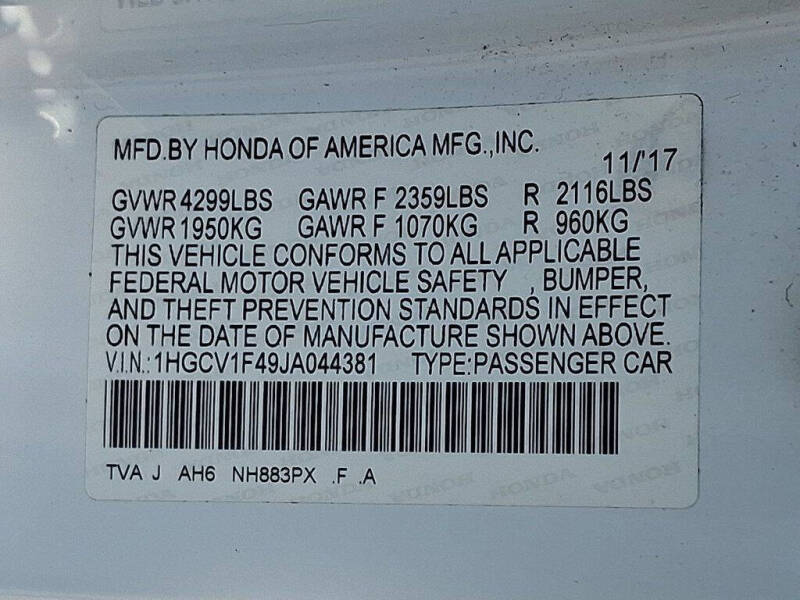 MFD.BY HONDA OF AMERICA MFG.,INC. 11/'17
GVWR 4299LBS GAWR F 2359LBS R 2116LBS
GVWR 1950KG GAWR F 1070KG R 960KG
THIS VEHICLE CONFORMS TO ALL APPLICABLE
FEDERAL MOTOR VEHICLE SAFETY , BUMPER,
AND THEFT PREVENTION STANDARDS IN EFFECT
ON THE DATE OF MANUFACTURE SHOWN ABOVE.
V.I.N.: 1HGCV1F49JA044381 TYPE:PASSENGER CAR
TVA J AH6 NH883PX .F .A